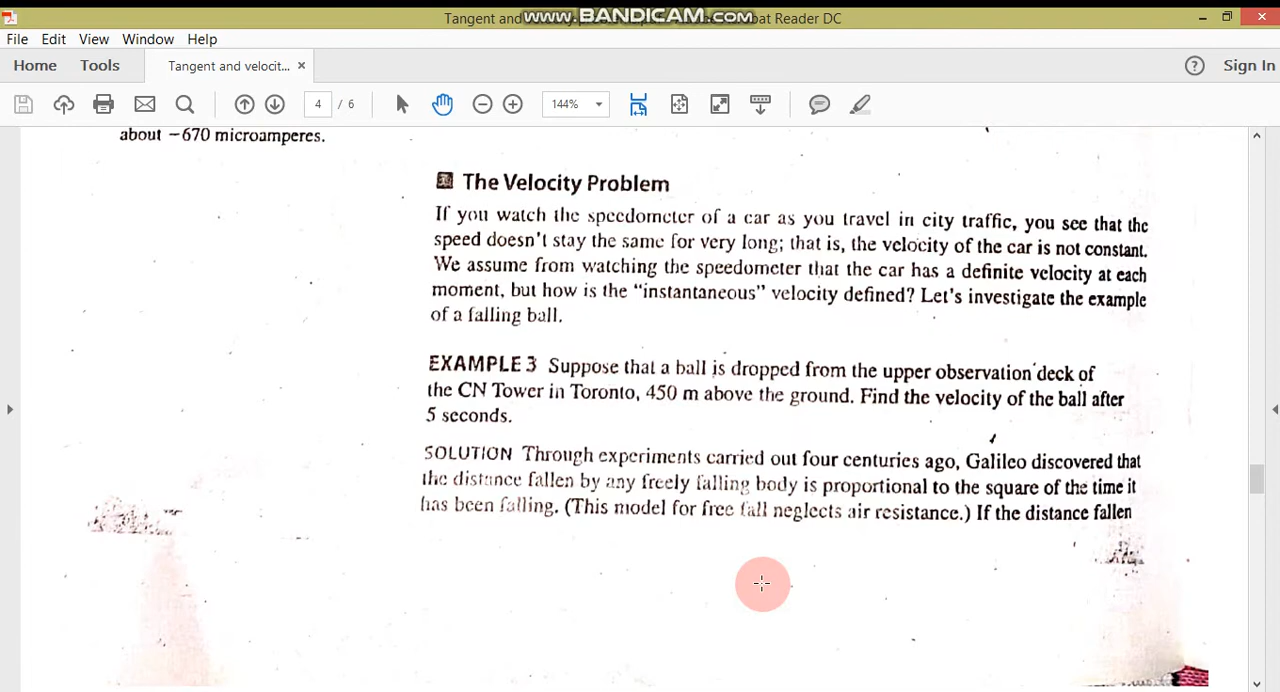 Tangent and
bat Reader DC
www.BANDICAM.com
File Edit View Window Help
Home Tools Tangent and velocit... × ? Sign In
4 / 6 144%
about −670 microamperes.
The Velocity Problem
If you watch the speedometer of a car as you travel in city traffic, you see that the
speed doesn't stay the same for very long; that is, the velocity of the car is not constant.
We assume from watching the speedometer that the car has a definite velocity at each
moment, but how is the “instantaneous” velocity defined? Let's investigate the example
of a falling ball.
EXAMPLE 3 Suppose that a ball is dropped from the upper observation deck of
the CN Tower in Toronto, 450 m above the ground. Find the velocity of the ball after
5 seconds.
SOLUTION Through experiments carried out four centuries ago, Galileo discovered that
the distance fallen by any freely falling body is proportional to the square of the time it
has been falling. (This model for free fall neglects air resistance.) If the distance fallen